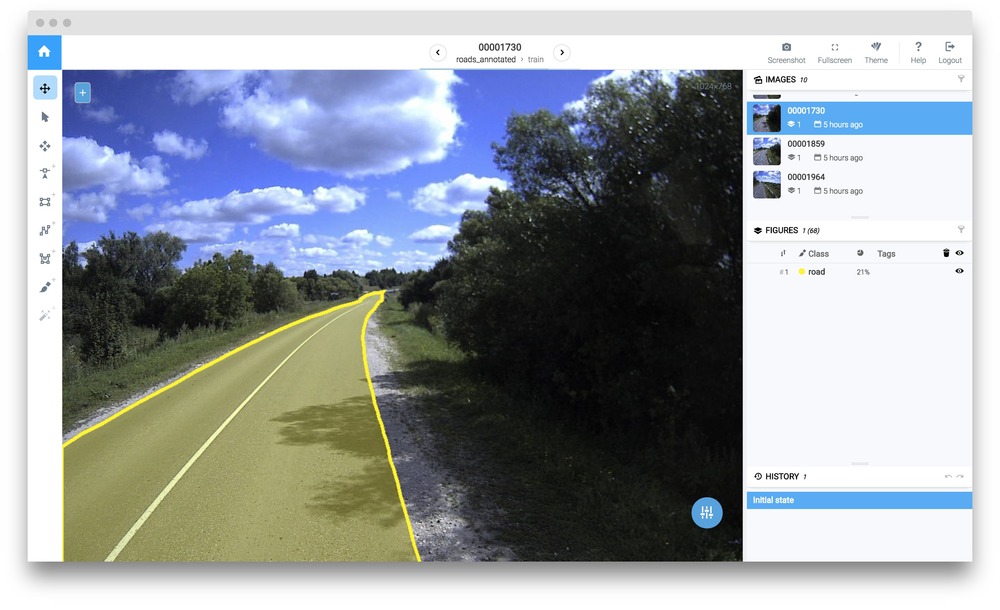 00001730
roads_annotated › train
Screenshot
Fullscreen
Theme
Help
Logout
1024x768
IMAGES 10
00001730
1 5 hours ago
00001859
1 5 hours ago
00001964
1 5 hours ago
FIGURES 1 (68)
Class Tags
#1 road 21%
HISTORY 1
Initial state